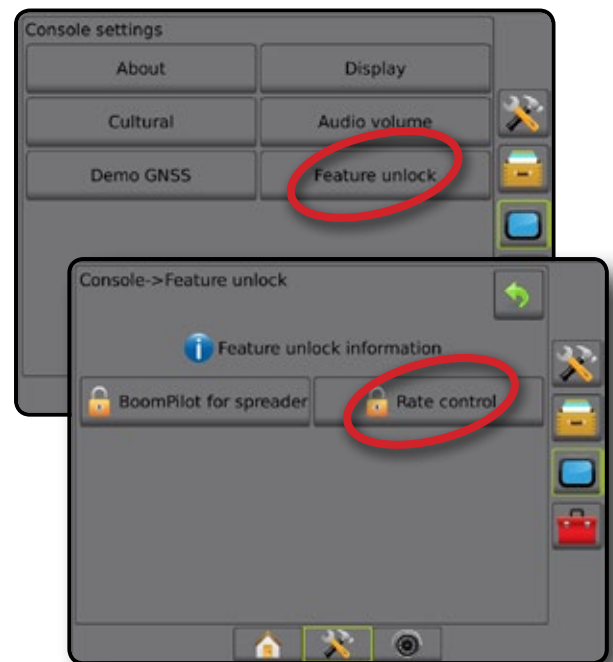 Console settings
About
Display
Cultural
Audio volume
Demo GNSS
Feature unlock
Console->Feature unlock
Feature unlock information
BoomPilot for spreader
Rate control